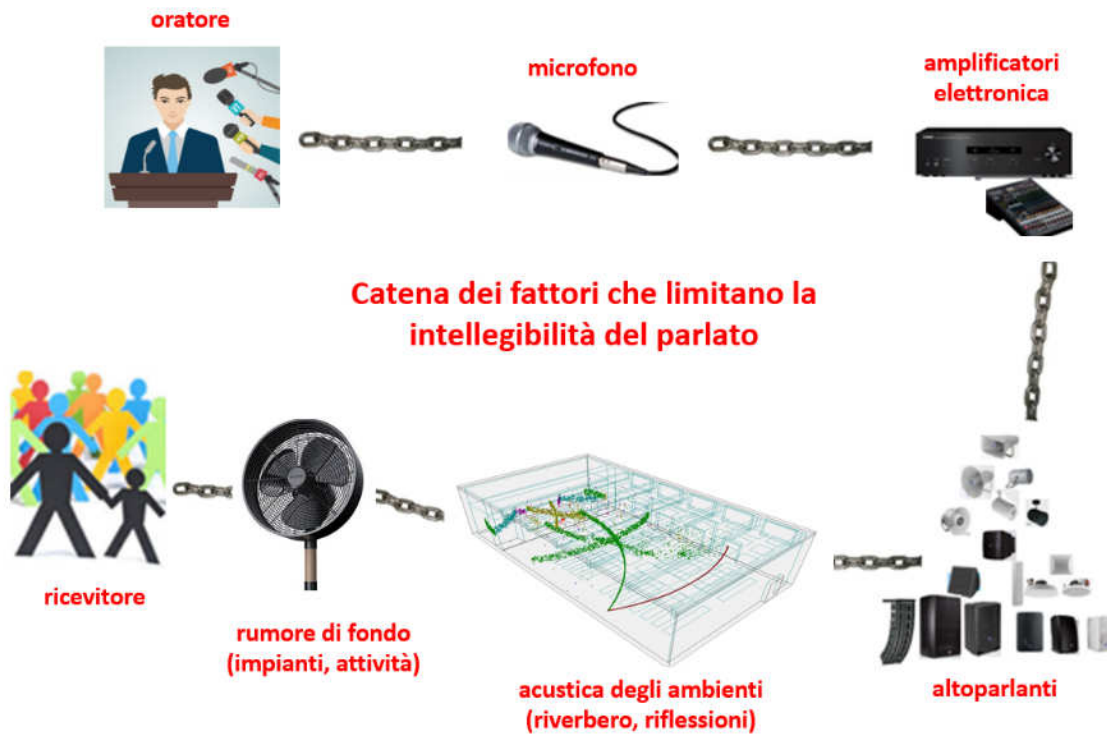 oratore
microfono
amplificatori
elettronica
Catena dei fattori che limitano la
intellegibilità del parlato
ricevitore
rumore di fondo
(impianti, attività)
acustica degli ambienti
(riverbero, riflessioni)
altoparlanti